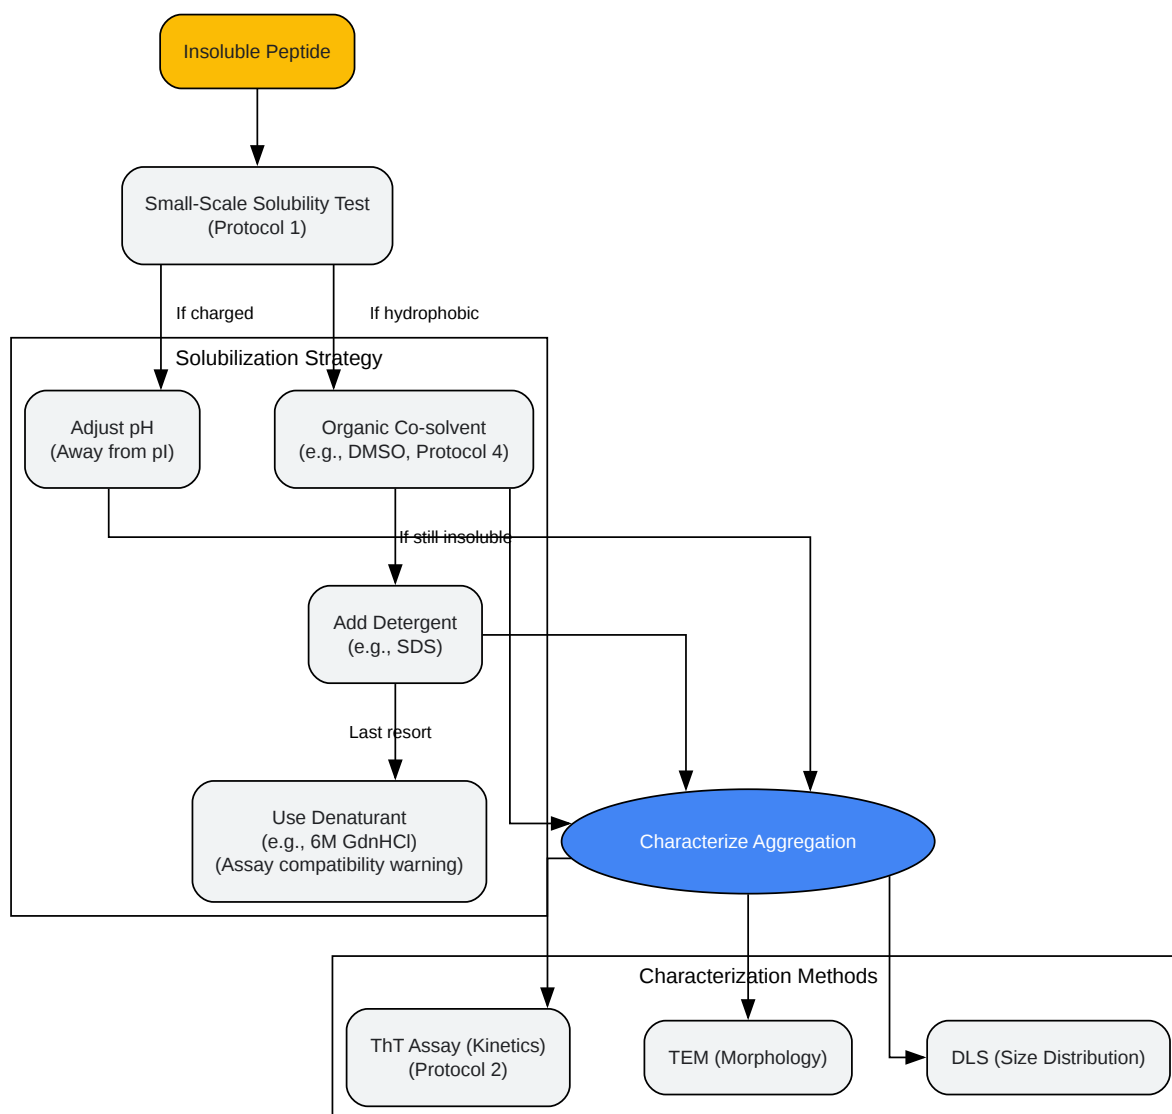 Insoluble Peptide
Small-Scale Solubility Test
(Protocol 1)
If charged
If hydrophobic
Solubilization Strategy
Adjust pH
(Away from pI)
Organic Co-solvent
(e.g., DMSO, Protocol 4)
If still insoluble
Add Detergent
(e.g., SDS)
Last resort
Use Denaturant
(e.g., 6M GdnHCl)
(Assay compatibility warning)
Characterize Aggregation
Characterization Methods
ThT Assay (Kinetics)
(Protocol 2)
TEM (Morphology)
DLS (Size Distribution)